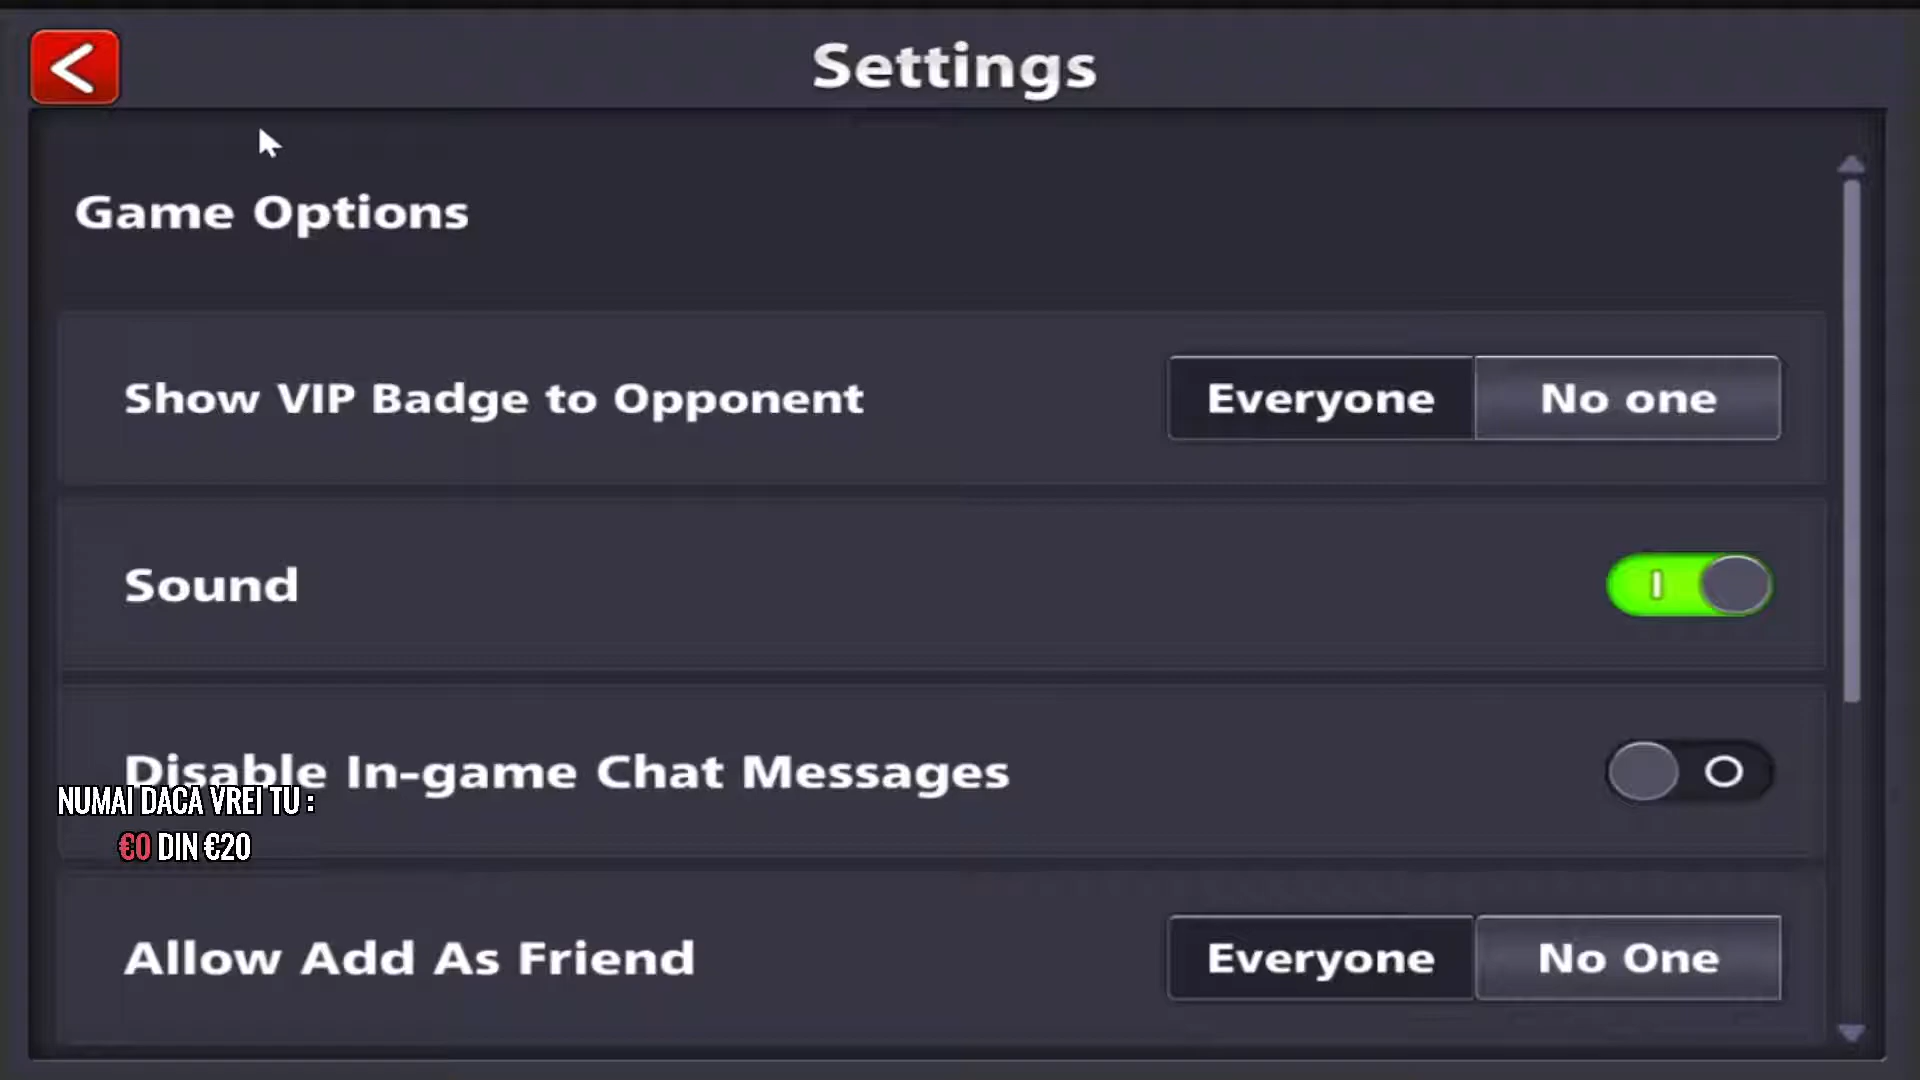 Settings
Game Options
Show VIP Badge to Opponent
Everyone
No one
Sound
Disable In-game Chat Messages
NUMAI DACĂ VREI TU :
€0 DIN €20
Allow Add As Friend
Everyone
No One